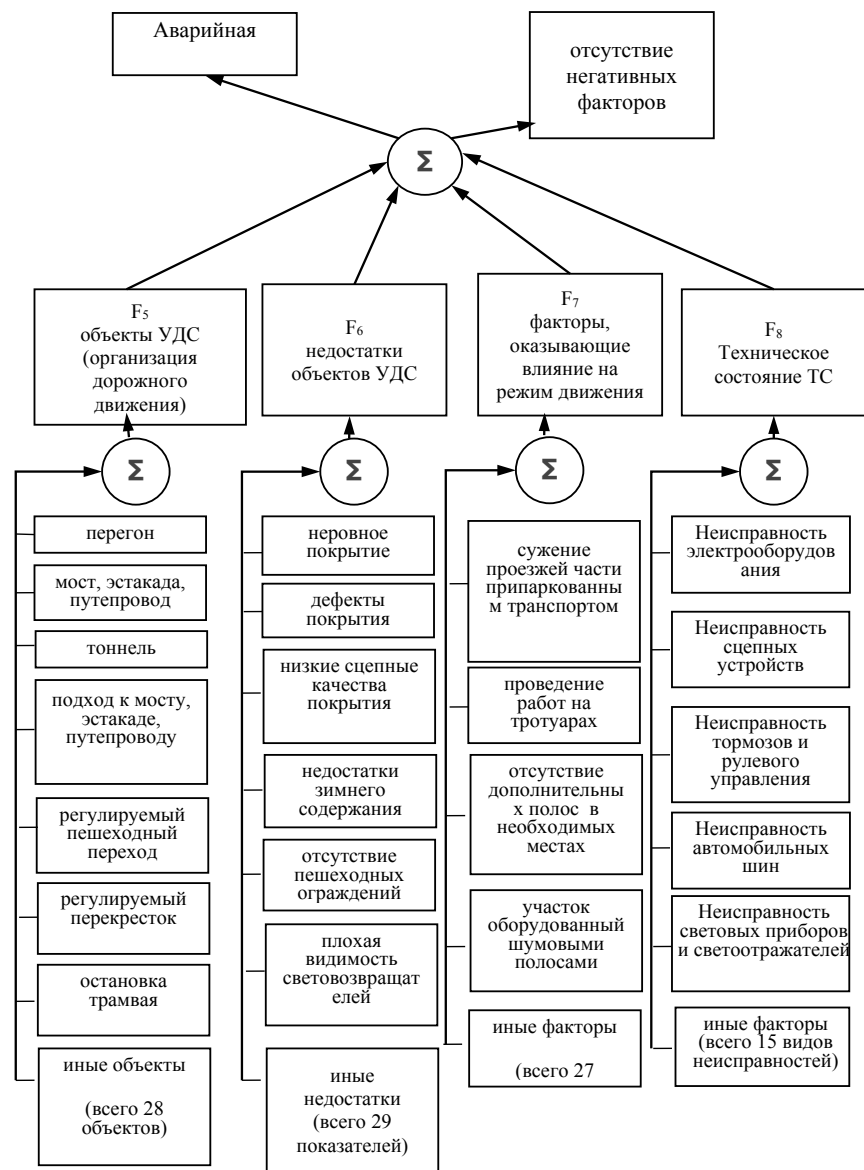 Аварийная
отсутствие
негативных
факторов
Σ
F5
объекты УДС
(организация
дорожного
движения)
F6
недостатки
объектов УДС
F7
факторы,
оказывающие
влияние на
режим движения
F8
Техническое
состояние ТС
Σ
Σ
Σ
Σ
перегон
мост, эстакада,
путепровод
тоннель
подход к мосту,
эстакаде,
путепроводу
регулируемый
пешеходный
переход
регулируемый
перекресток
остановка
трамвая
иные объекты
(всего 28
объектов)
неровное
покрытие
дефекты
покрытия
низкие сцепные
качества
покрытия
недостатки
зимнего
содержания
отсутствие
пешеходных
ограждений
плохая
видимость
световозвращат
елей
иные
недостатки
(всего 29
показателей)
сужение
проезжей части
припаркованны
м транспортом
проведение
работ на
тротуарах
отсутствие
дополнительны
х полос в
необходимых
местах
участок
оборудованный
шумовыми
полосами
иные факторы
(всего 27
Неисправность
электрооборудов
ания
Неисправность
сцепных
устройств
Неисправность
тормозов и
рулевого
управления
Неисправность
автомобильных
шин
Неисправность
световых приборов
и светоотражателей
иные факторы
(всего 15 видов
неисправностей)